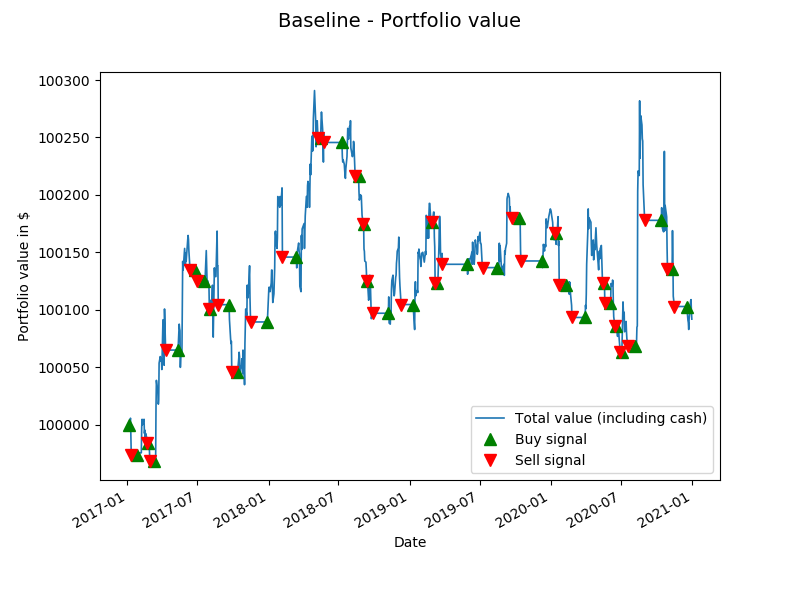 Baseline - Portfolio value
100300
100250
100200
100150
100100
100050
100000
Portfolio value in $
Total value (including cash)
Buy signal
Sell signal
2017-01
2017-07
2018-01
2018-07
2019-01
2019-07
2020-01
2020-07
2021-01
Date